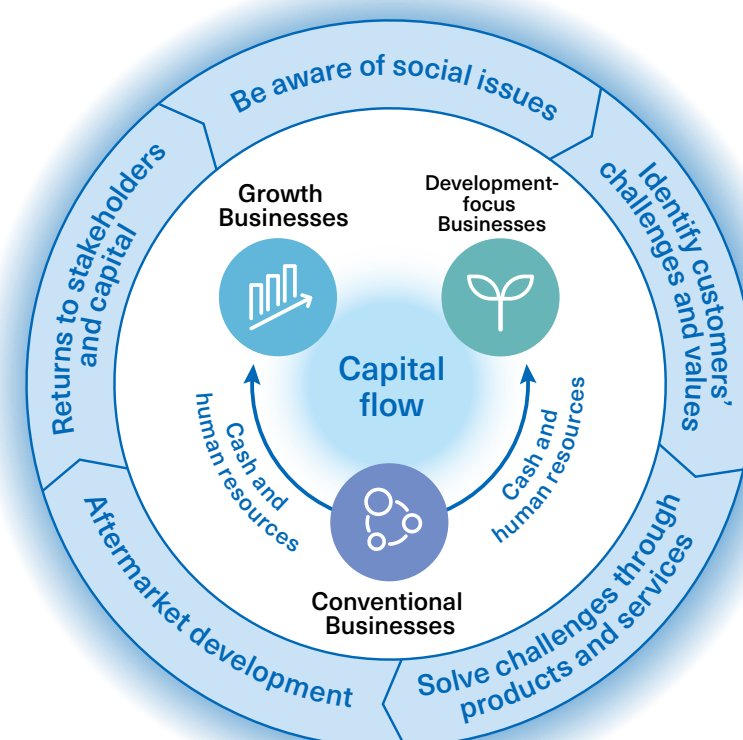 Be aware of social issues
Identify customers’
challenges and values
Solve challenges through
products and services
Aftermarket development
Returns to stakeholders
and capital
Growth
Businesses
Development-
focus
Businesses
Capital
flow
Cash and
human resources
Cash and
human resources
Conventional
Businesses